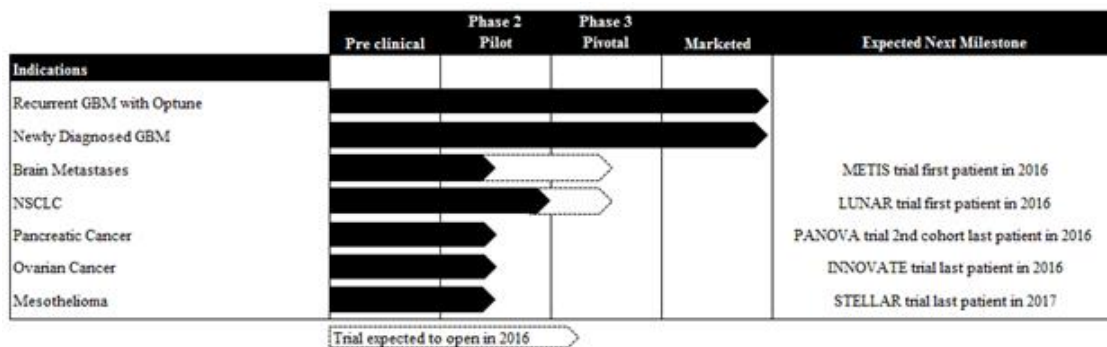 Phase 2 Phase 3
Pre clinical Pilot Pivotal Marketed Expected Next Milestone
Indications
Recurrent GBM with Optune
Newly Diagnosed GBM
Brain Metastases METIS trial first patient in 2016
NSCLC LUNAR trial first patient in 2016
Pancreatic Cancer PANOVA trial 2nd cohort last patient in 2016
Ovarian Cancer INNOVATE trial last patient in 2016
Mesothelioma STELLAR trial last patient in 2017
Trial expected to open in 2016